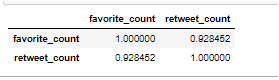 favorite_count retweet_count
favorite_count 1.000000 0.928452
retweet_count 0.928452 1.000000